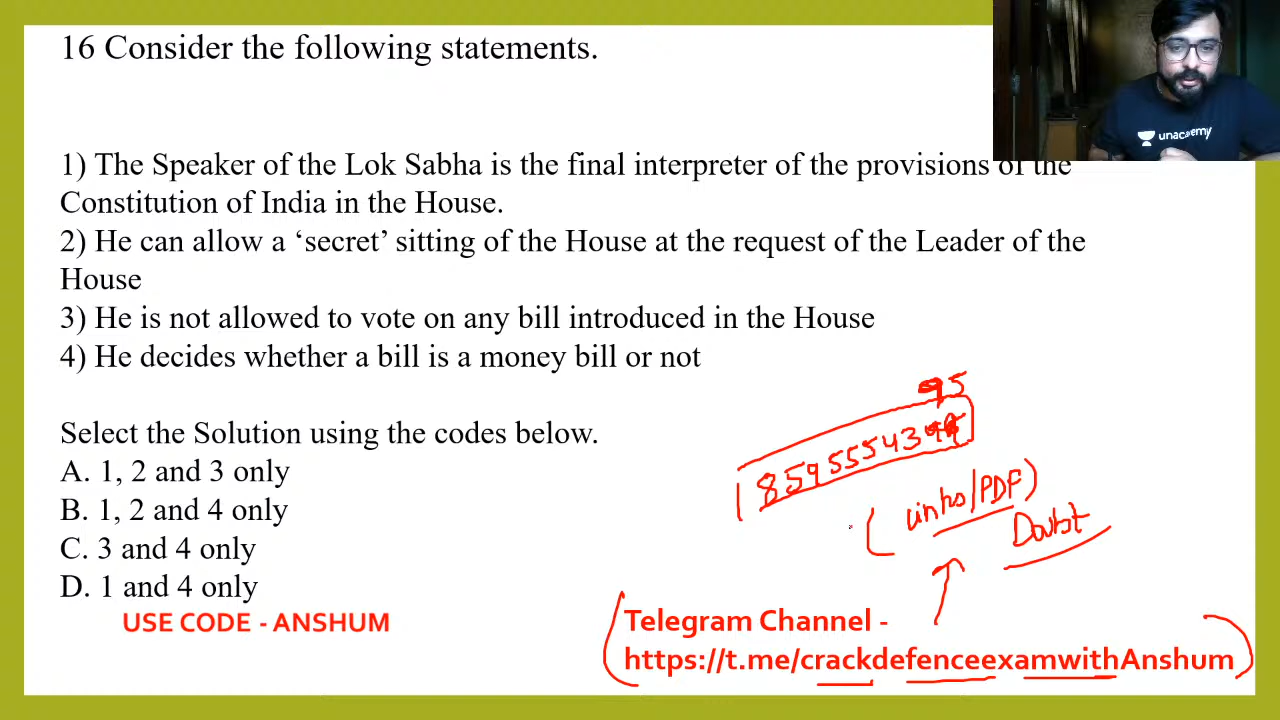 16 Consider the following statements.
unacademy
1) The Speaker of the Lok Sabha is the final interpreter of the provisions of the
Constitution of India in the House.
2) He can allow a ‘secret’ sitting of the House at the request of the Leader of the
House
3) He is not allowed to vote on any bill introduced in the House
4) He decides whether a bill is a money bill or not
95
85955543
Select the Solution using the codes below.
A. 1, 2 and 3 only
B. 1, 2 and 4 only
(Links/PDF)
Doubt
C. 3 and 4 only
D. 1 and 4 only
USE CODE - ANSHUM
Telegram Channel -
https://t.me/crackdefenceexamwithAnshum